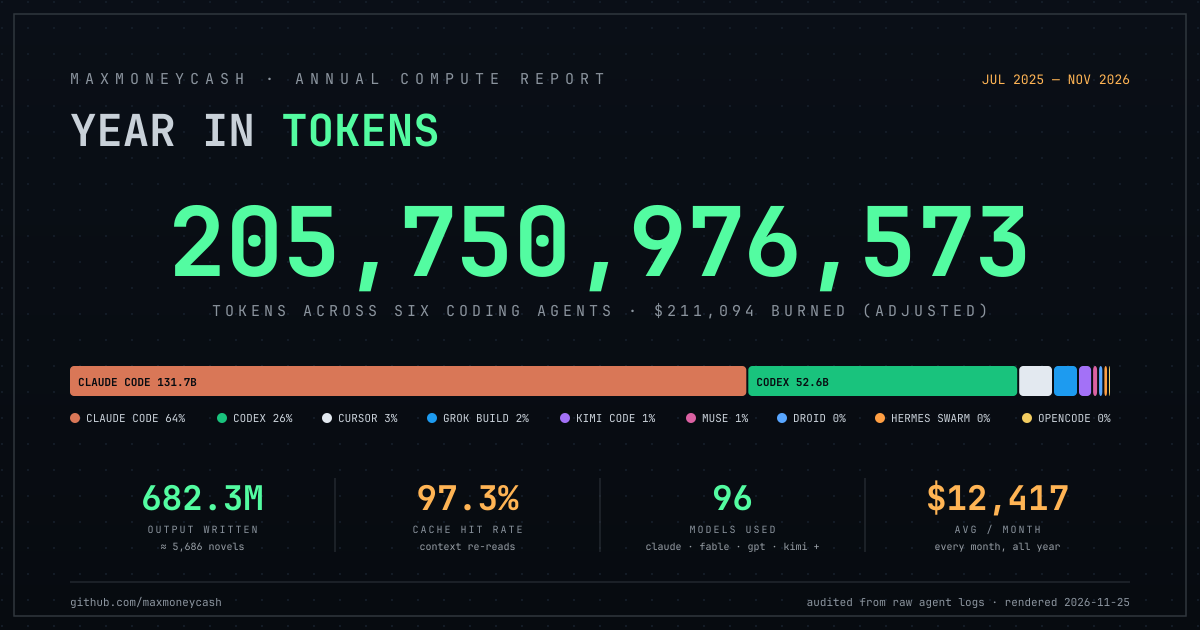 MAXMONEYCASH · ANNUAL COMPUTE REPORT
JUL 2025 — NOV 2026
YEAR IN TOKENS
205,750,976,573
TOKENS ACROSS SIX CODING AGENTS · $211,094 BURNED (ADJUSTED)
CLAUDE CODE 131.7B
CODEX 52.6B
CLAUDE CODE 64% CODEX 26% CURSOR 3% GROK BUILD 2% KIMI CODE 1% MUSE 1% DROID 0% HERMES SWARM 0% OPENCODE 0%
682.3M
OUTPUT WRITTEN
≈ 5,686 novels
97.3%
CACHE HIT RATE
context re-reads
96
MODELS USED
claude · fable · gpt · kimi +
$12,417
AVG / MONTH
every month, all year
github.com/maxmoneycash
audited from raw agent logs · rendered 2026-11-25